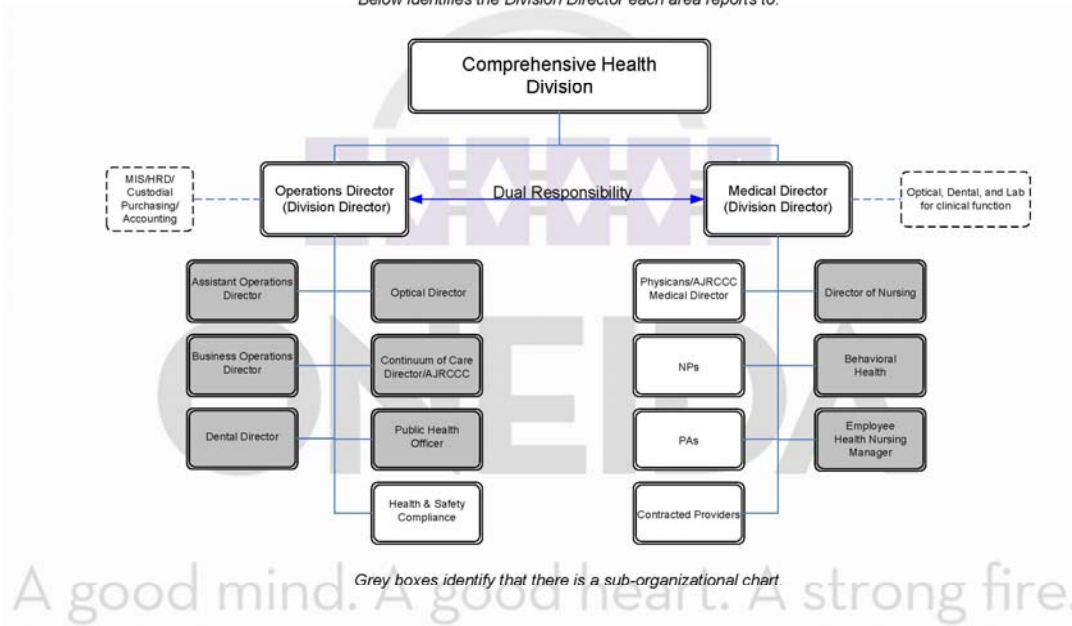 Below identifies the Division Director each area reports to.
Comprehensive Health
Division
MIS/HRD/
Custodial
Purchasing/
Accounting
Operations Director
(Division Director)
Dual Responsibility
Medical Director
(Division Director)
Optical, Dental, and Lab
for clinical function
Assistant Operations
Director
Optical Director
Physicans/AJRCCC
Medical Director
Director of Nursing
Business Operations
Director
Continuum of Care
Director/AJRCCC
NPs
Behavioral
Health
Dental Director
Public Health
Officer
PAs
Employee
Health Nursing
Manager
Health & Safety
Compliance
Contracted Providers
ONEIDA
Grey boxes identify that there is a sub-organizational chart.
A good mind. A good heart. A strong fire.